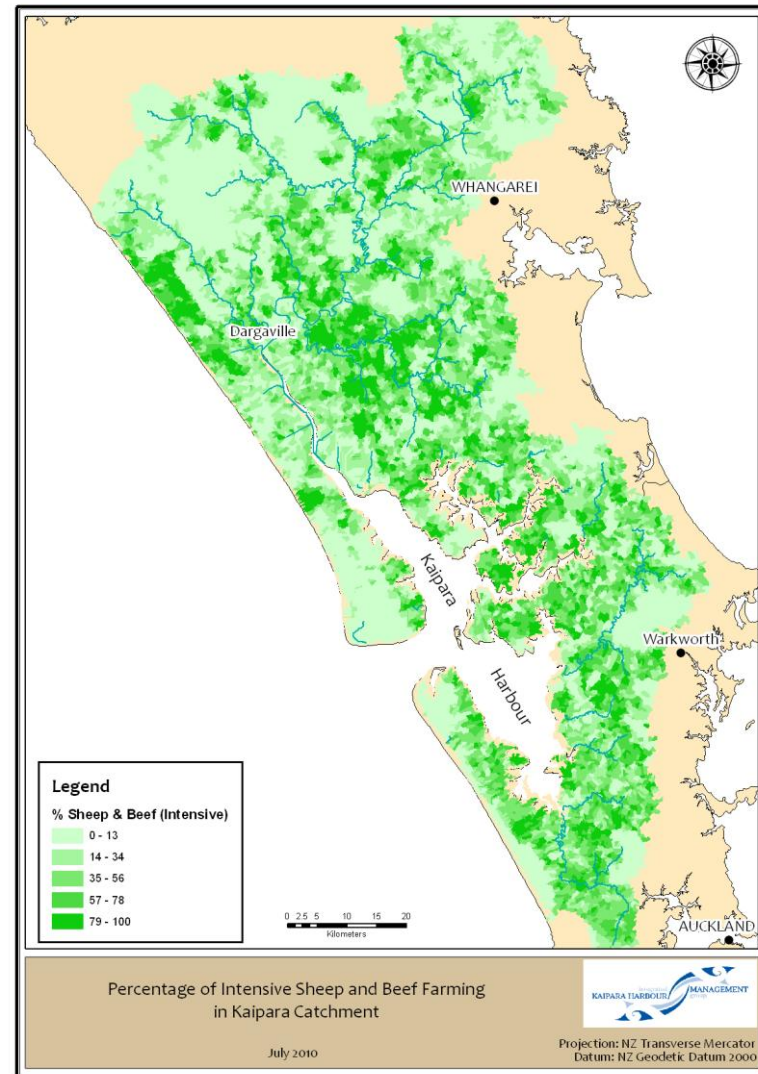 WHANGAREI
Dargaville
Kaipara
Harbour
Warkworth
AUCKLAND
Legend
% Sheep & Beef (Intensive)
0 - 13
14 - 34
35 - 56
57 - 78
79 - 100
0 2.5 5 10 15 20
Kilometers
Percentage of Intensive Sheep and Beef Farming
in Kaipara Catchment
July 2010
KAIPARA HARBOUR MANAGEMENT
Projection: NZ Transverse Mercator
Datum: NZ Geodetic Datum 2000